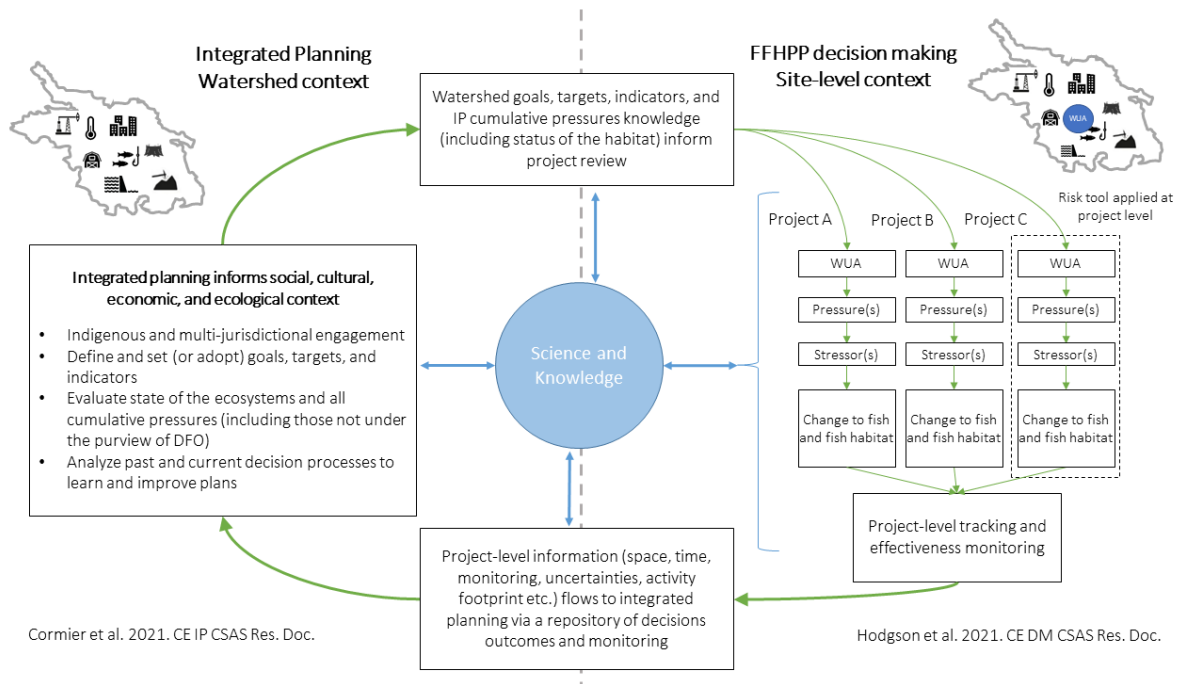 Integrated Planning
Watershed context
FFHPP decision making
Site-level context
WUA
Watershed goals, targets, indicators, and
IP cumulative pressures knowledge
(including status of the habitat) inform
project review
Risk tool applied at
project level
Project A
Project B
Project C
WUA
WUA
WUA
Pressure(s)
Pressure(s)
Pressure(s)
Stressor(s)
Stressor(s)
Stressor(s)
Change to fish
and fish habitat
Change to fish
and fish habitat
Change to fish
and fish habitat
Integrated planning informs social, cultural,
economic, and ecological context
• Indigenous and multi-jurisdictional engagement
• Define and set (or adopt) goals, targets, and
indicators
• Evaluate state of the ecosystems and all
cumulative pressures (including those not under
the purview of DFO)
• Analyze past and current decision processes to
learn and improve plans
Science and
Knowledge
Project-level tracking and
effectiveness monitoring
Project-level information (space, time,
monitoring, uncertainties, activity
footprint etc.) flows to integrated
planning via a repository of decisions
outcomes and monitoring
Cormier et al. 2021. CE IP CSAS Res. Doc.
Hodgson et al. 2021. CE DM CSAS Res. Doc.